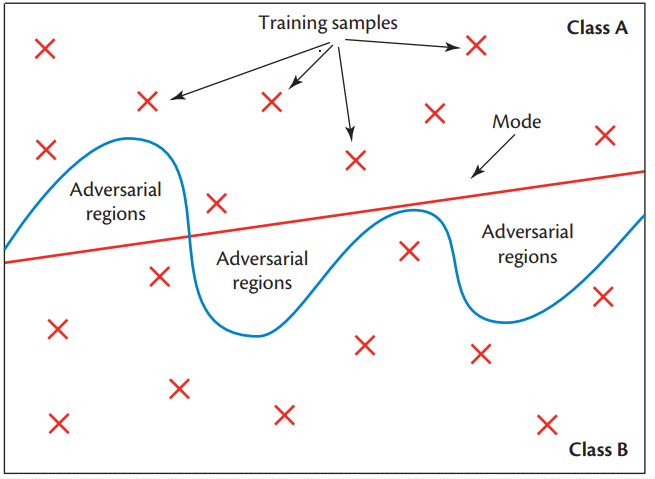 Training samples
Class A
Mode
Adversarial
regions
Adversarial
regions
Adversarial
regions
Class B